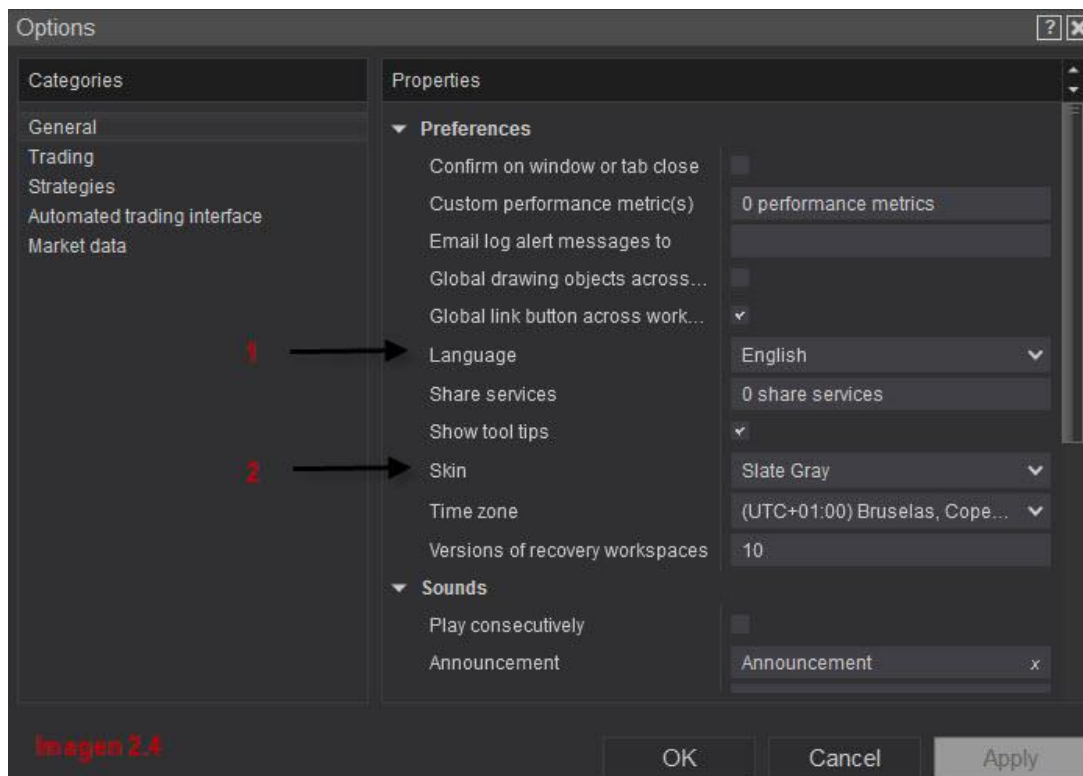 Options
?
x
Categories
Properties
General
Trading
Strategies
Automated trading interface
Market data
Preferences
Confirm on window or tab close
Custom performance metric(s) 0 performance metrics
Email log alert messages to
Global drawing objects across...
Global link button across work...
1 Language English
Share services 0 share services
Show tool tips
2 Skin Slate Gray
Time zone (UTC+01:00) Bruselas, Cope...
Versions of recovery workspaces 10
Sounds
Play consecutively
Announcement Announcement x
Imagen 2.4
OK Cancel Apply